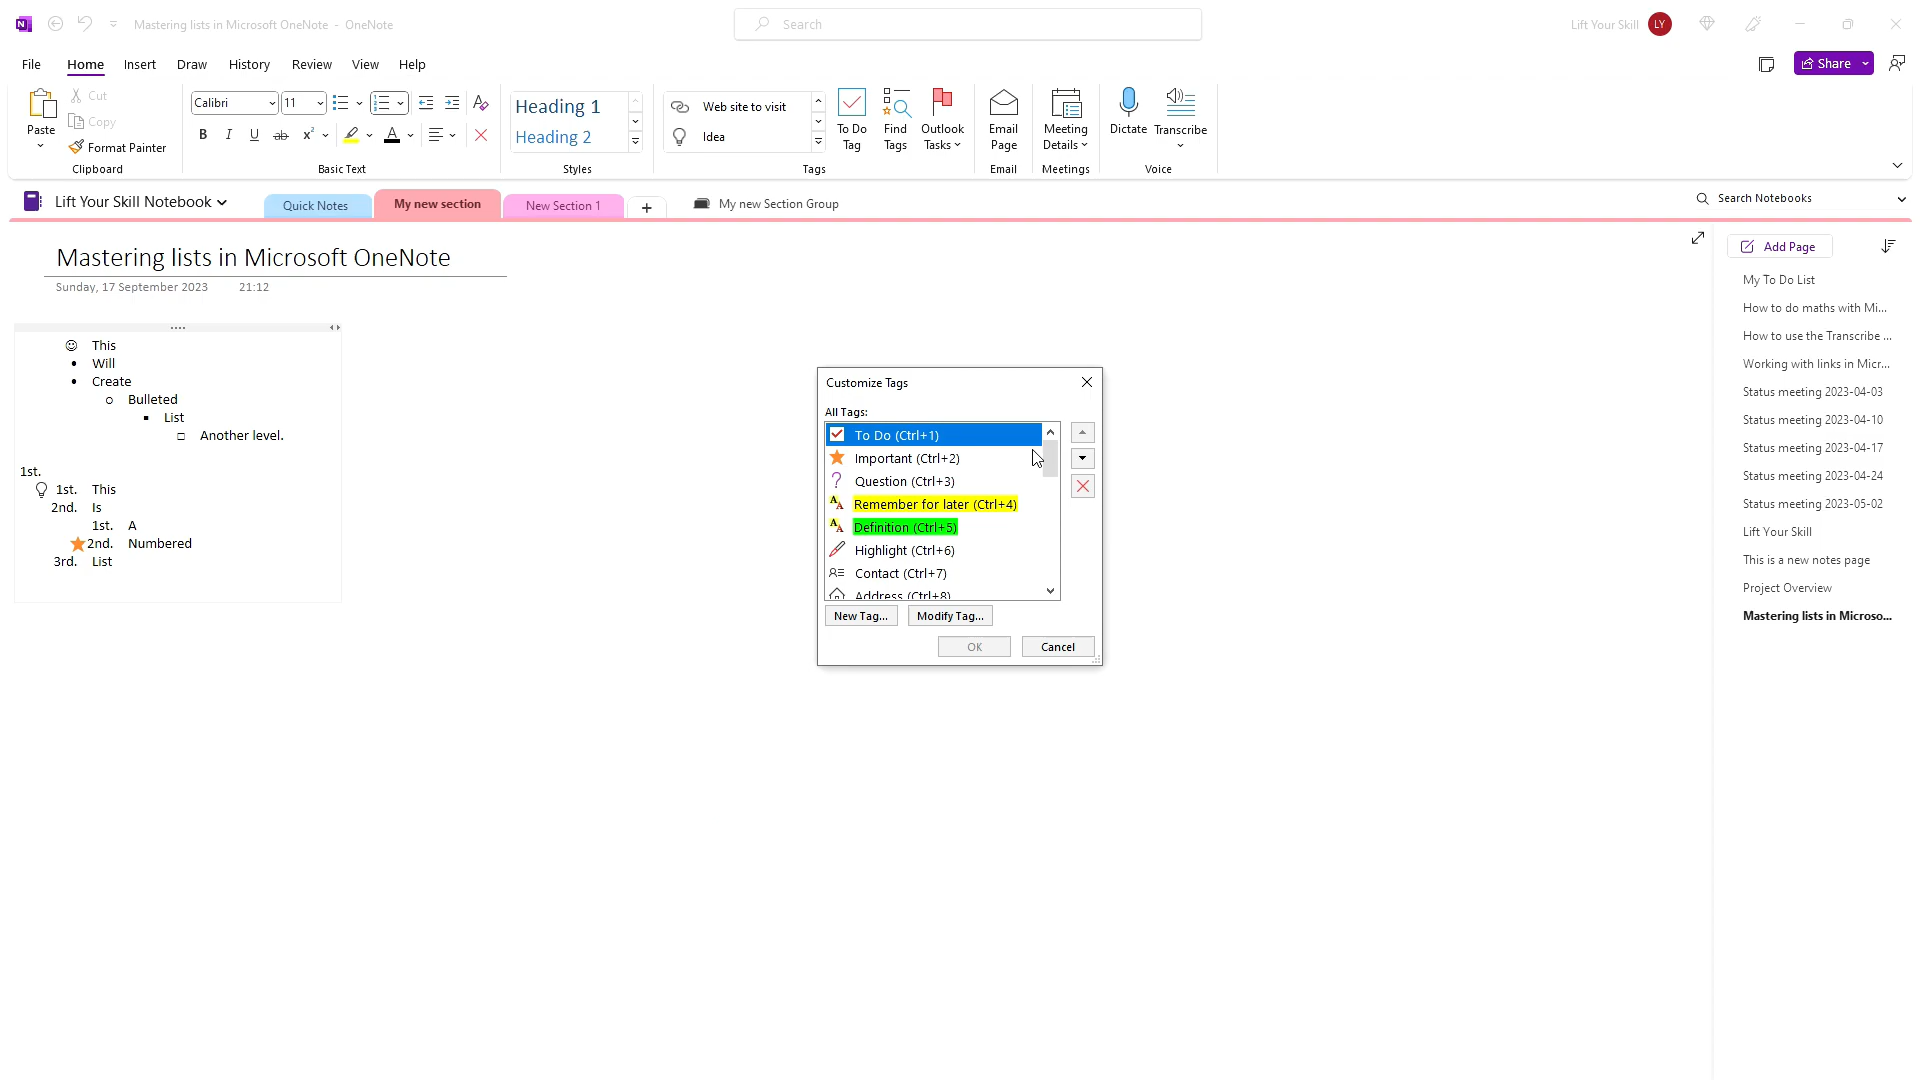 Mastering lists in Microsoft OneNote - OneNote
Search
Lift Your Skill
LY
File
Home
Insert
Draw
History
Review
View
Help
Share
Paste
Cut
Copy
Format Painter
Clipboard
Calibri
11
B
I
U
ab
x²
A
Basic Text
Heading 1
Heading 2
Styles
Web site to visit
Idea
Tags
To Do
Tag
Find
Tags
Outlook
Tasks
Email
Page
Email
Meeting
Details
Meetings
Dictate
Transcribe
Voice
Lift Your Skill Notebook
Quick Notes
My new section
New Section 1
+
My new Section Group
Search Notebooks
Mastering lists in Microsoft OneNote
Sunday, 17 September 2023 21:12
This
Will
Create
Bulleted
List
Another level.
1st.
1st. This
2nd. Is
1st. A
2nd. Numbered
3rd. List
Customize Tags
All Tags:
To Do (Ctrl+1)
Important (Ctrl+2)
Question (Ctrl+3)
Remember for later (Ctrl+4)
Definition (Ctrl+5)
Highlight (Ctrl+6)
Contact (Ctrl+7)
Address (Ctrl+8)
New Tag...
Modify Tag...
OK
Cancel
Add Page
My To Do List
How to do maths with Mi...
How to use the Transcribe ...
Working with links in Micr...
Status meeting 2023-04-03
Status meeting 2023-04-10
Status meeting 2023-04-17
Status meeting 2023-04-24
Status meeting 2023-05-02
Lift Your Skill
This is a new notes page
Project Overview
Mastering lists in Microso...